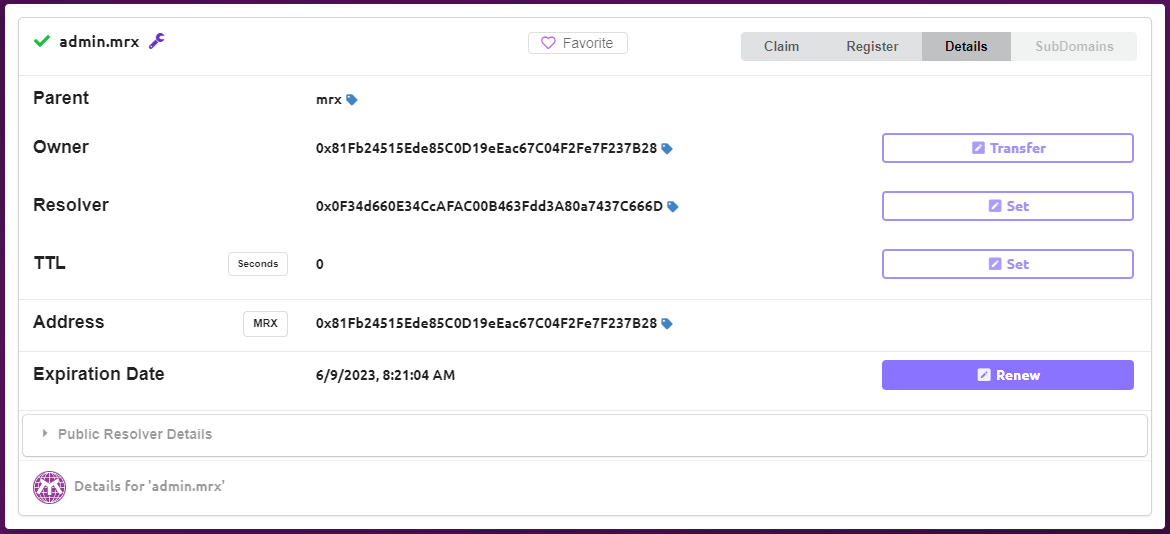 admin.mrx
Favorite
Claim Register Details SubDomains
Parent mrx
Owner 0x81Fb24515Ede85C0D19eEac67C04F2Fe7F237B28 Transfer
Resolver 0x0F34d660E34CcAFAC00B463Fdd3A80a7437C666D Set
TTL Seconds 0 Set
Address MRX 0x81Fb24515Ede85C0D19eEac67C04F2Fe7F237B28
Expiration Date 6/9/2023, 8:21:04 AM Renew
Public Resolver Details
Details for 'admin.mrx'